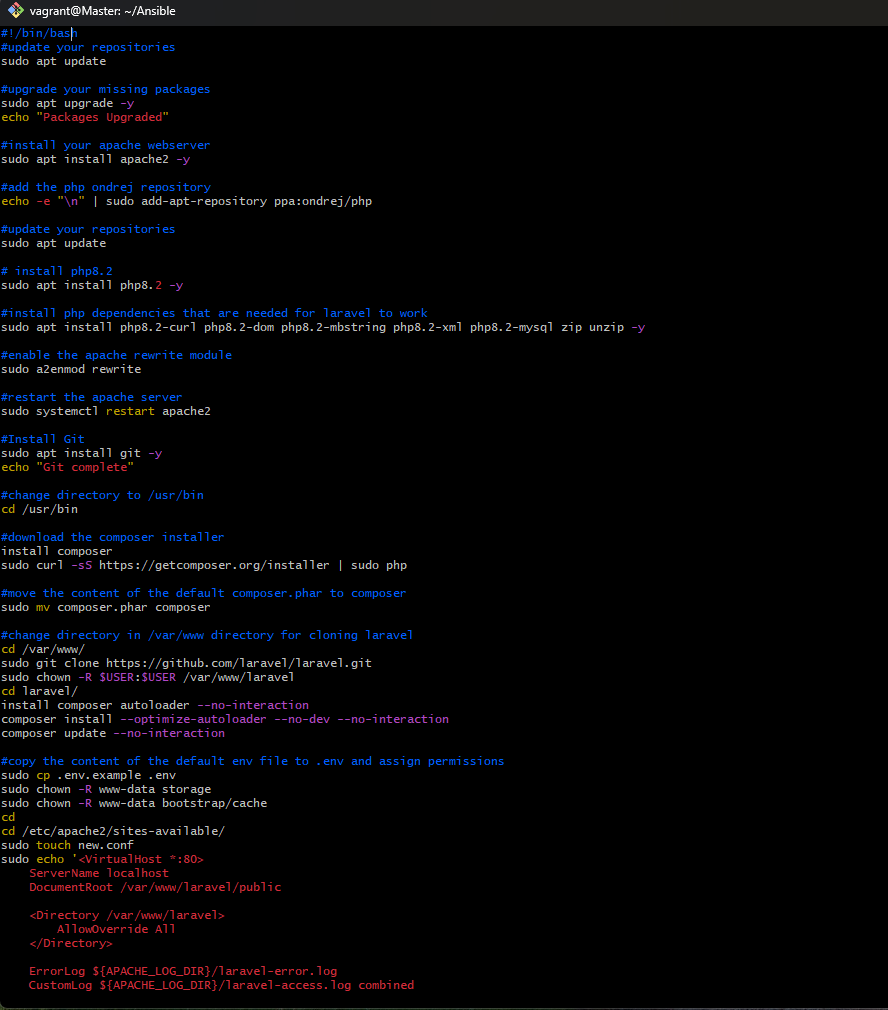 vagrant@Master: ~/Ansible
#!/bin/bash
#update your repositories
sudo apt update
#upgrade your missing packages
sudo apt upgrade -y
echo "Packages Upgraded"
#install your apache webserver
sudo apt install apache2 -y
#add the php ondrej repository
echo -e "\n" | sudo add-apt-repository ppa:ondrej/php
#update your repositories
sudo apt update
# install php8.2
sudo apt install php8.2 -y
#install php dependencies that are needed for laravel to work
sudo apt install php8.2-curl php8.2-dom php8.2-mbstring php8.2-xml php8.2-mysql zip unzip -y
#enable the apache rewrite module
sudo a2enmod rewrite
#restart the apache server
sudo systemctl restart apache2
#Install Git
sudo apt install git -y
echo "Git complete"
#change directory to /usr/bin
cd /usr/bin
#download the composer installer
install composer
sudo curl -sS https://getcomposer.org/installer | sudo php
#move the content of the default composer.phar to composer
sudo mv composer.phar composer
#change directory in /var/www directory for cloning laravel
cd /var/www/
sudo git clone https://github.com/laravel/laravel.git
sudo chown -R $USER:$USER /var/www/laravel
cd laravel/
install composer autoloader --no-interaction
composer install --optimize-autoloader --no-dev --no-interaction
composer update --no-interaction
#copy the content of the default env file to .env and assign permissions
sudo cp .env.example .env
sudo chown -R www-data storage
sudo chown -R www-data bootstrap/cache
cd
cd /etc/apache2/sites-available/
sudo touch new.conf
sudo echo '<VirtualHost *:80>
    ServerName localhost
    DocumentRoot /var/www/laravel/public
    <Directory /var/www/laravel>
        AllowOverride All
    </Directory>
    ErrorLog ${APACHE_LOG_DIR}/laravel-error.log
    CustomLog ${APACHE_LOG_DIR}/laravel-access.log combined